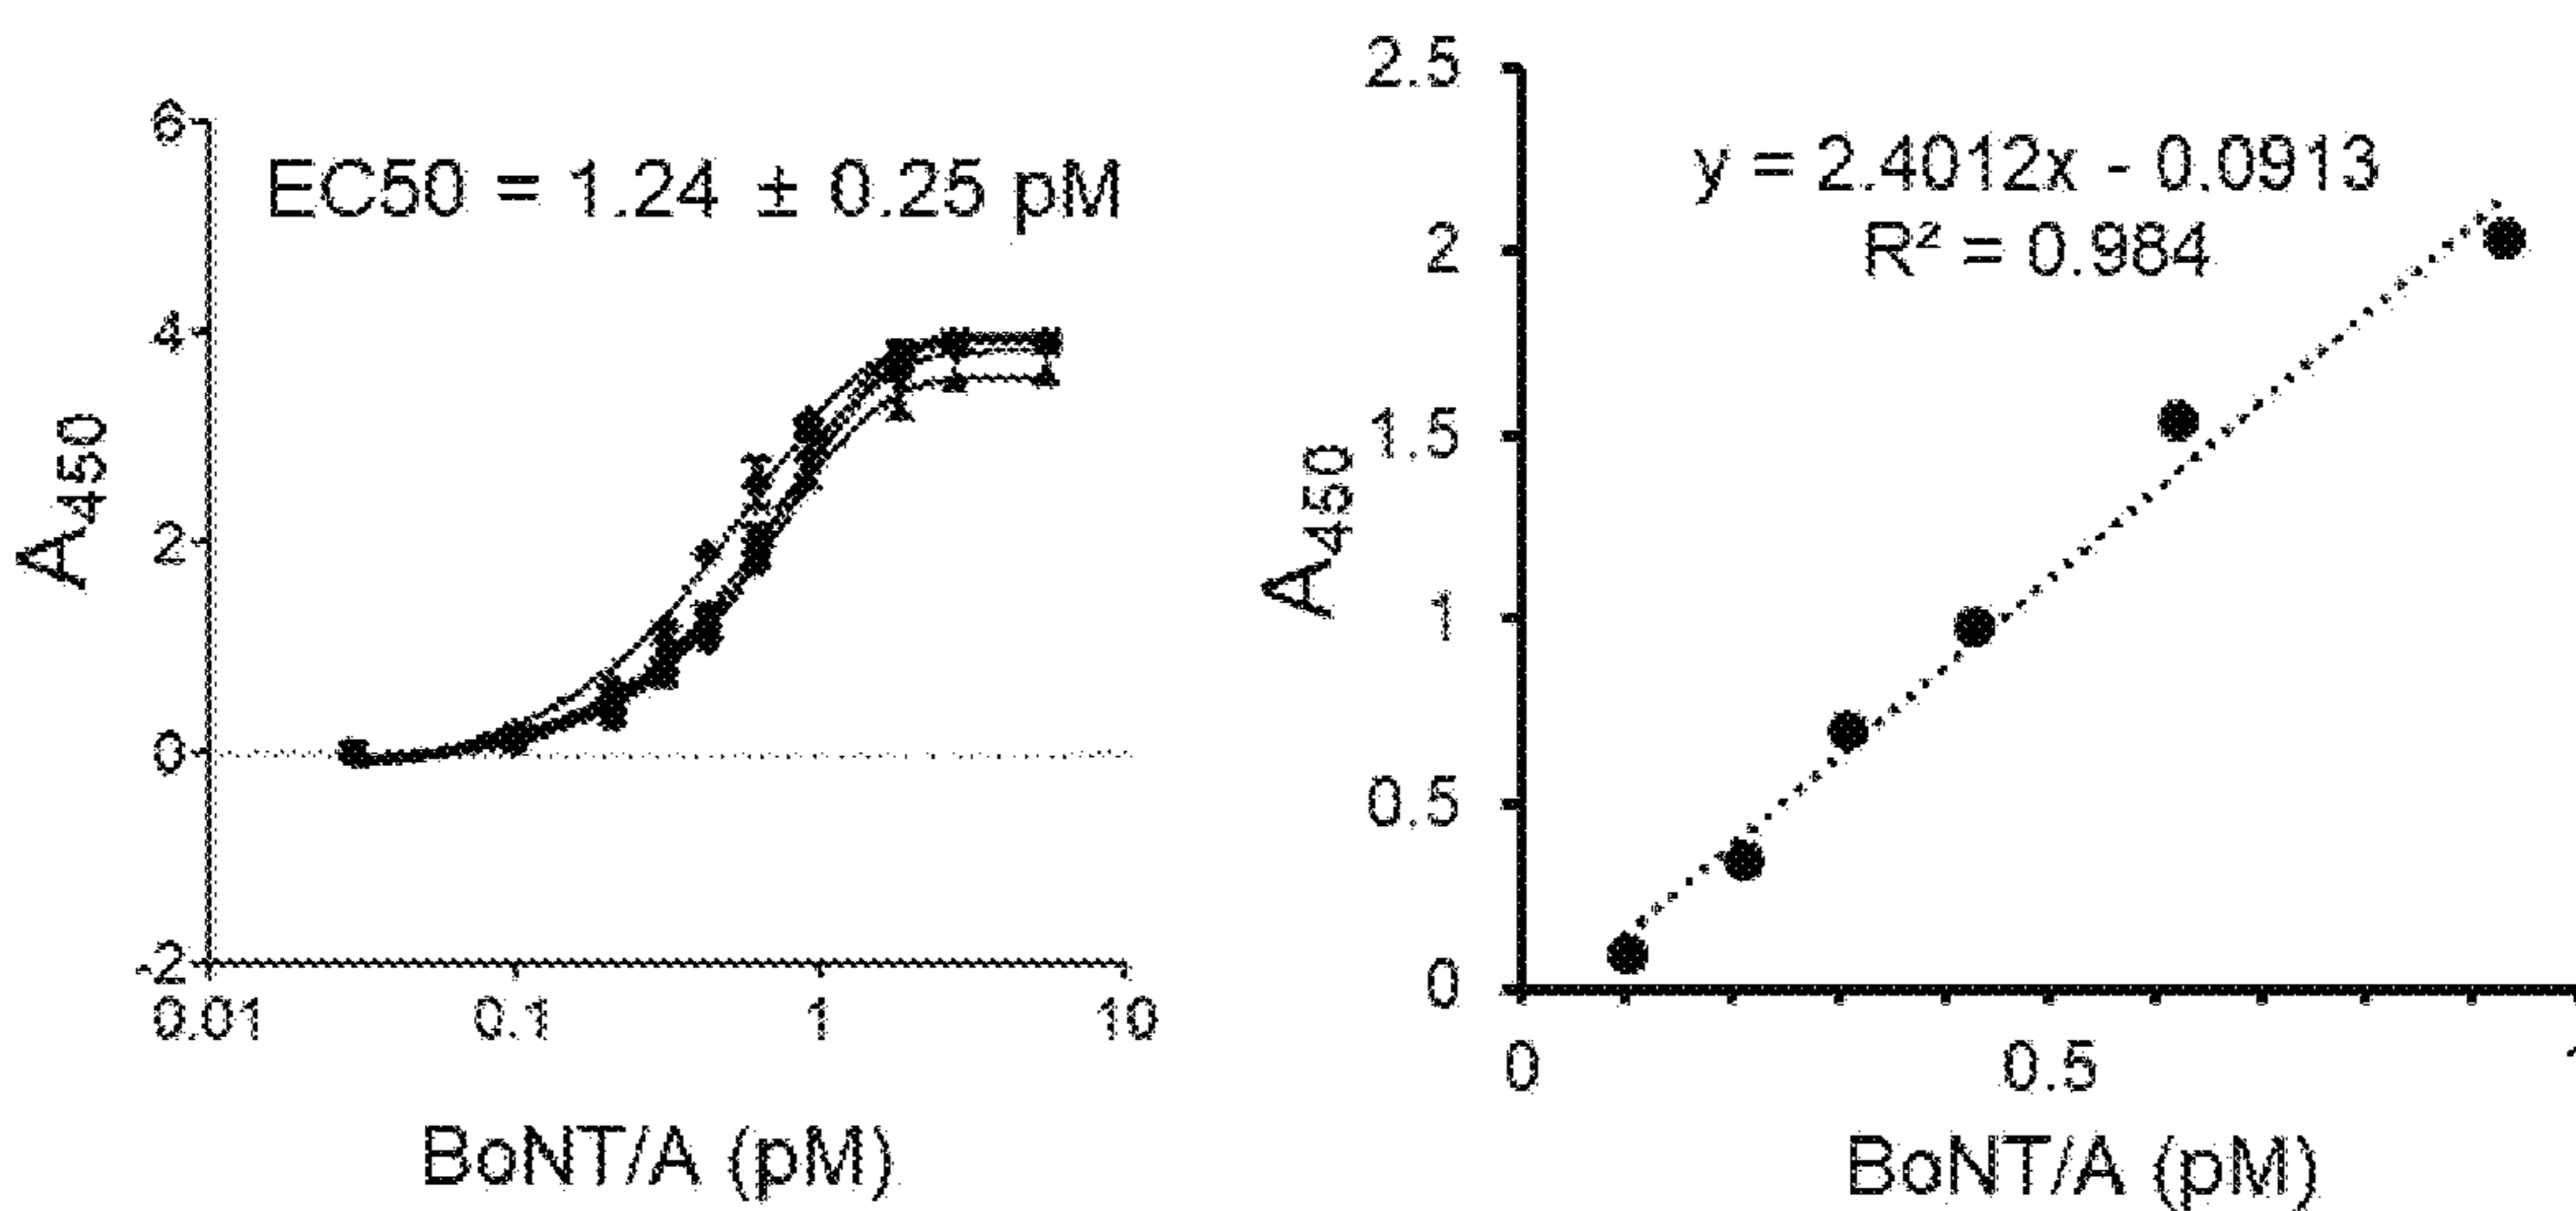 6
EC50 = 1.24 ± 0.25 pM
4
2
0
-2
A450
0.01 0.1 1 10
BoNT/A (pM)
2.5
y = 2.4012x - 0.0913
R² = 0.984
2
1.5
1
0.5
0
A450
0 0.5
BoNT/A (pM)